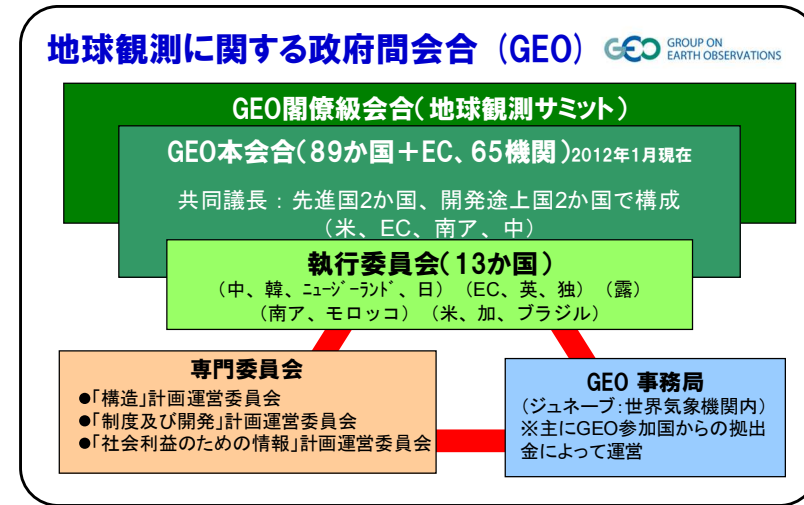 地球観測に関する政府間会合（GEO）
GEO GROUP ON
EARTH OBSERVATIONS
GEO閣僚級会合（地球観測サミット）
GEO本会合（89か国＋EC、65機関）2012年1月現在
共同議長：先進国2か国、開発途上国2か国で構成
（米、EC、南ア、中）
執行委員会（13か国）
（中、韓、ﾆｭｰｼﾞｰﾗﾝﾄﾞ、日）（EC、英、独）（露）
（南ア、モロッコ）（米、加、ブラジル）
専門委員会
●「構造」計画運営委員会
●「制度及び開発」計画運営委員会
●「社会利益のための情報」計画運営委員会
GEO 事務局
（ジュネーブ：世界気象機関内）
※主にGEO参加国からの拠出
金によって運営